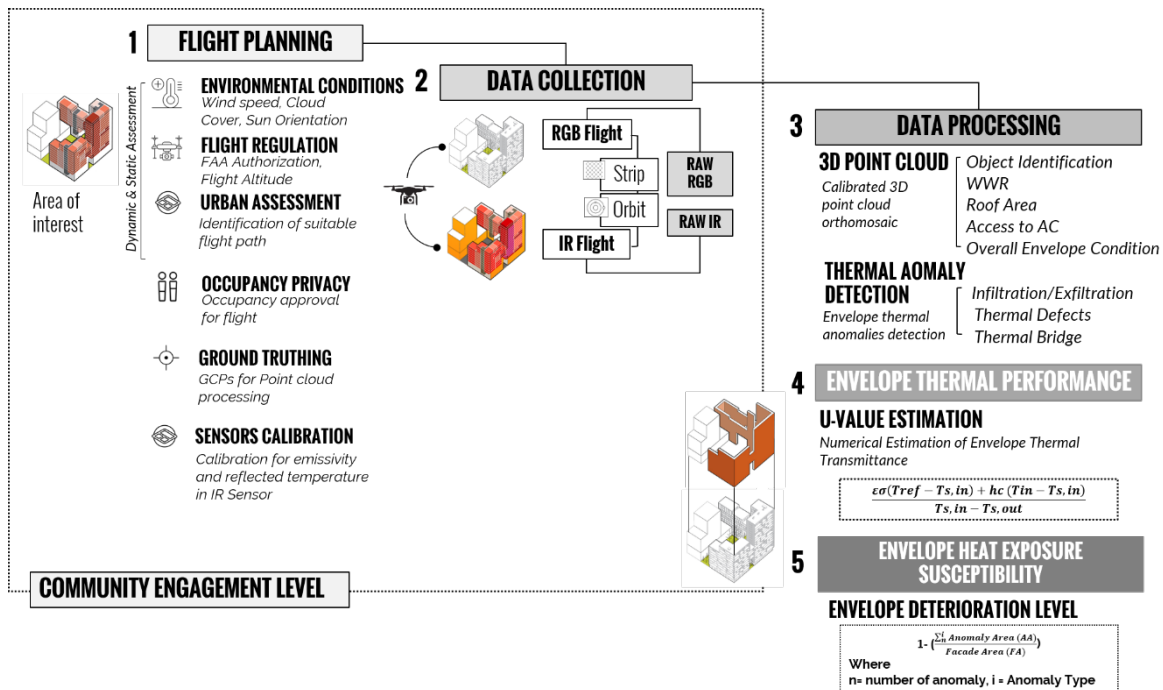 1 FLIGHT PLANNING
Area of
interest
Dynamic & Static Assessment
ENVIRONMENTAL CONDITIONS
Wind speed, Cloud
Cover, Sun Orientation
FLIGHT REGULATION
FAA Authorization,
Flight Altitude
URBAN ASSESSMENT
Identification of suitable
flight path
OCCUPANCY PRIVACY
Occupancy approval
for flight
GROUND TRUTHING
GCPs for Point cloud
processing
SENSORS CALIBRATION
Calibration for emissivity
and reflected temperature
in IR Sensor
COMMUNITY ENGAGEMENT LEVEL
2 DATA COLLECTION
RGB Flight
Strip
Orbit
IR Flight
RAW
RGB
RAW IR
3 DATA PROCESSING
3D POINT CLOUD
Calibrated 3D
point cloud
orthomosaic
Object Identification
WWR
Roof Area
Access to AC
Overall Envelope Condition
THERMAL AOMALY
DETECTION
Envelope thermal
anomalies detection
Infiltration/Exfiltration
Thermal Defects
Thermal Bridge
4 ENVELOPE THERMAL PERFORMANCE
U-VALUE ESTIMATION
Numerical Estimation of Envelope Thermal
Transmittance
εσ(Tref − Ts, in) + hc (Tin − Ts, in)
Ts, in − Ts, out
5 ENVELOPE HEAT EXPOSURE
SUSCEPTIBILITY
ENVELOPE DETERIORATION LEVEL
1- (∑ⁱₙ Anomaly Area (AA)
Facade Area (FA))
Where
n= number of anomaly, i = Anomaly Type